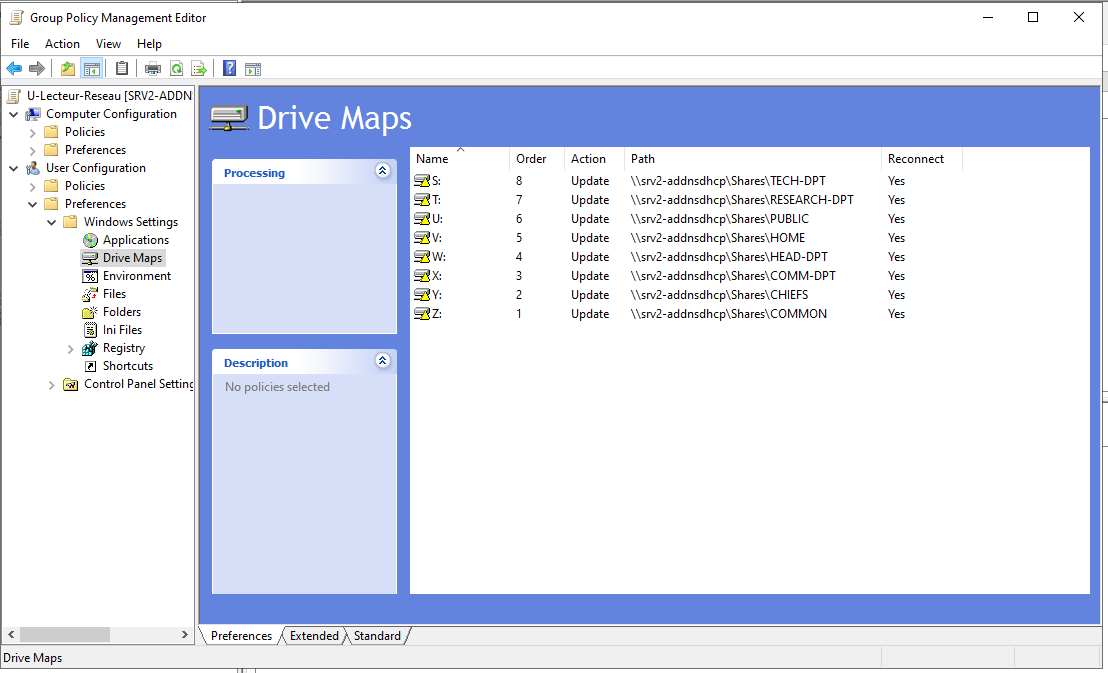 Group Policy Management Editor
File Action View Help
U-Lecteur-Reseau [SRV2-ADDN
Computer Configuration
Policies
Preferences
User Configuration
Policies
Preferences
Windows Settings
Applications
Drive Maps
Environment
Files
Folders
Ini Files
Registry
Shortcuts
Control Panel Setting
Drive Maps
Processing
Description
No policies selected
Name Order Action Path Reconnect
S: 8 Update \\srv2-addnsdhcp\Shares\TECH-DPT Yes
T: 7 Update \\srv2-addnsdhcp\Shares\RESEARCH-DPT Yes
U: 6 Update \\srv2-addnsdhcp\Shares\PUBLIC Yes
V: 5 Update \\srv2-addnsdhcp\Shares\HOME Yes
W: 4 Update \\srv2-addnsdhcp\Shares\HEAD-DPT Yes
X: 3 Update \\srv2-addnsdhcp\Shares\COMM-DPT Yes
Y: 2 Update \\srv2-addnsdhcp\Shares\CHIEFS Yes
Z: 1 Update \\srv2-addnsdhcp\Shares\COMMON Yes
Preferences Extended Standard
Drive Maps